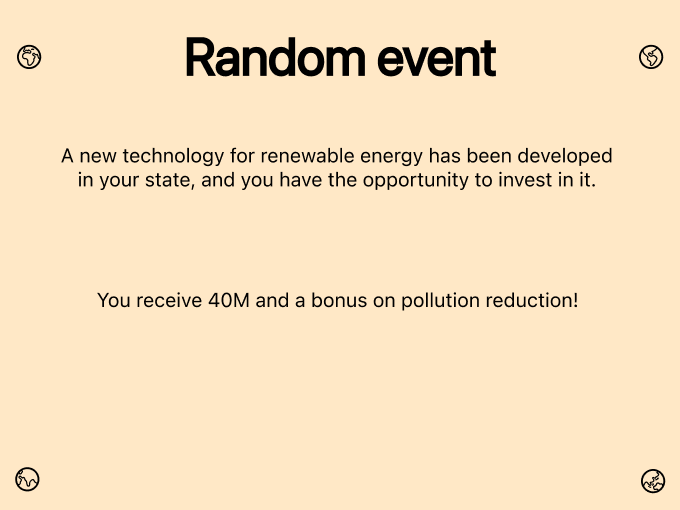 Random event
A new technology for renewable energy has been developed
in your state, and you have the opportunity to invest in it.
You receive 40M and a bonus on pollution reduction!